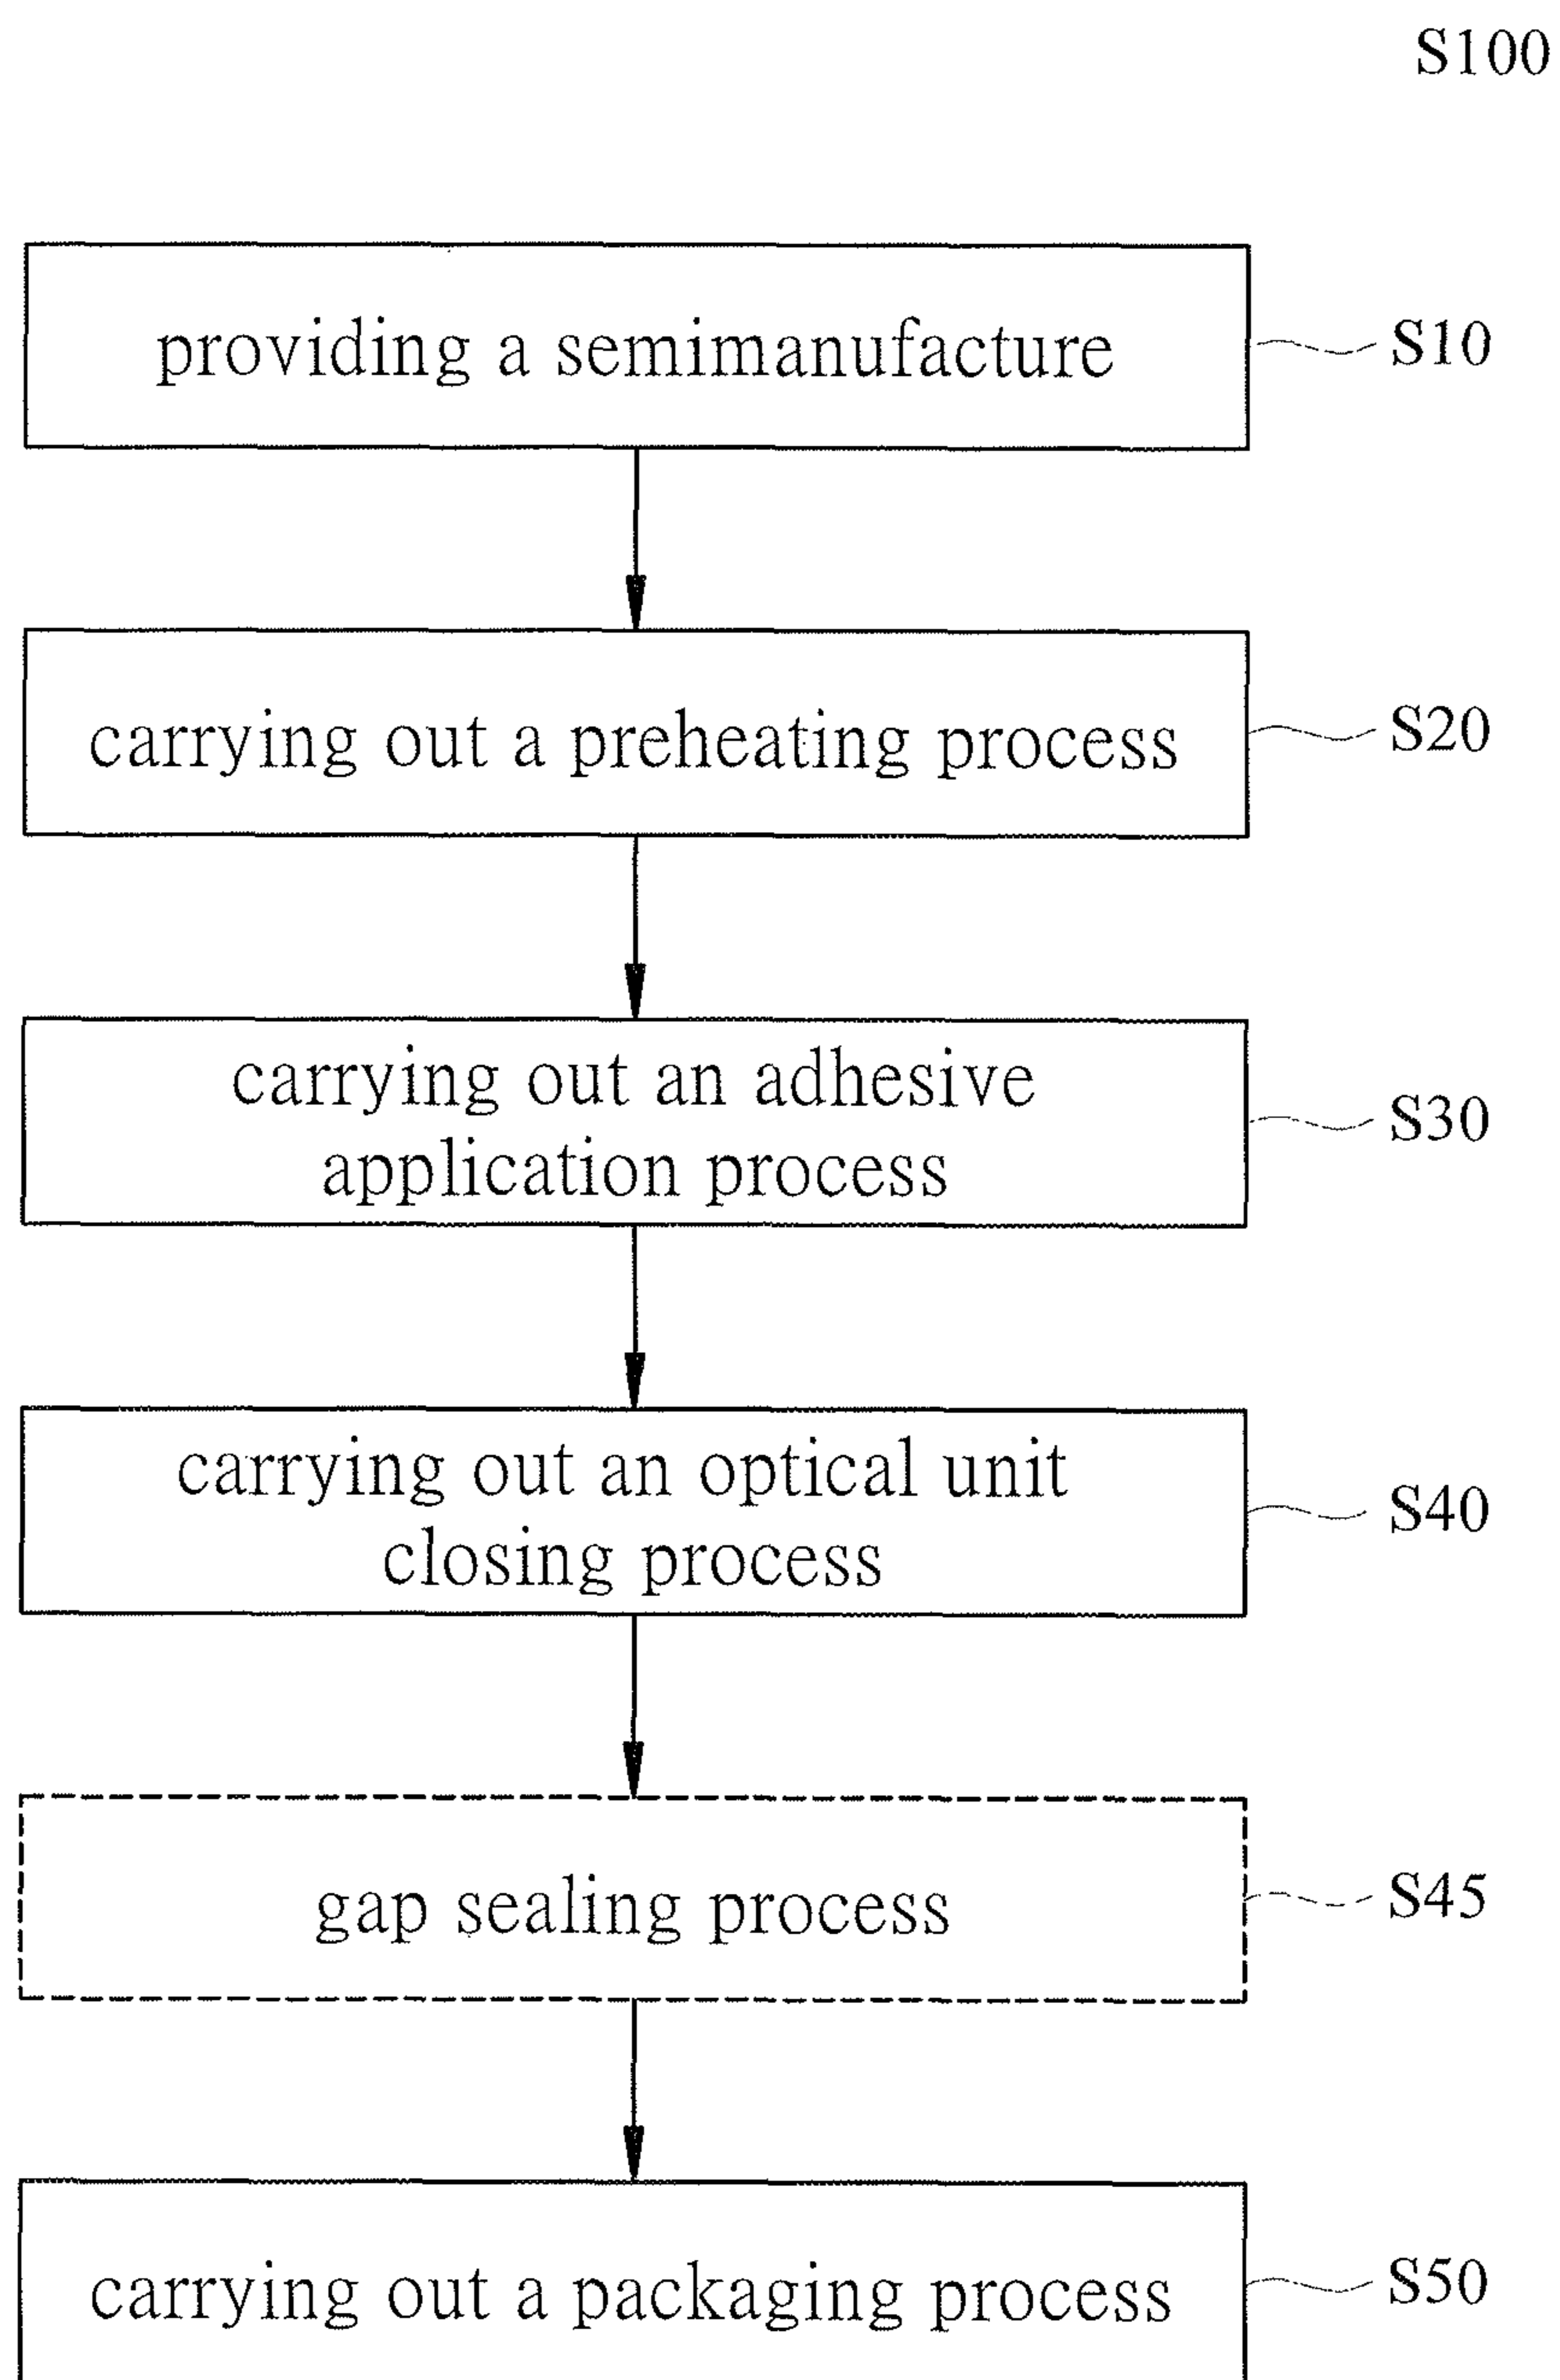 S100
providing a semimanufacture
S10
carrying out a preheating process
S20
carrying out an adhesive
application process
S30
carrying out an optical unit
closing process
S40
gap sealing process
S45
carrying out a packaging process
S50